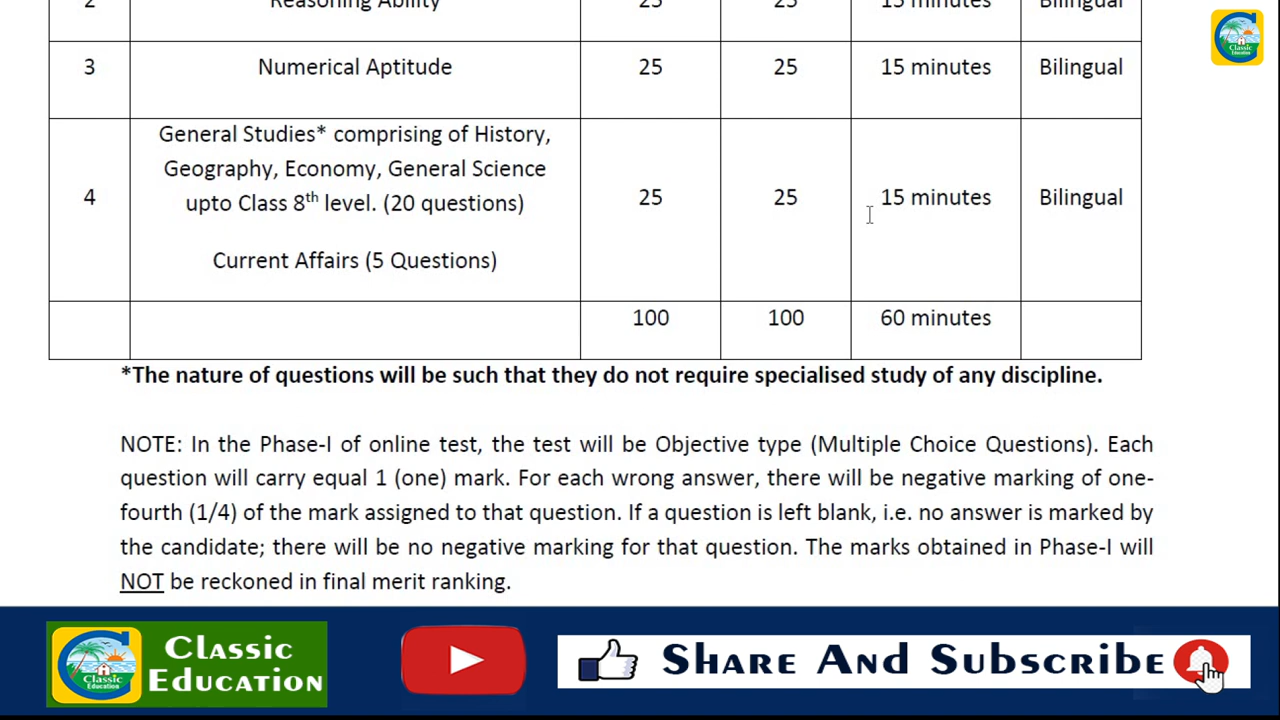 2 Reasoning Ability 25 25 15 minutes Bilingual
Classic
Education
3 Numerical Aptitude 25 25 15 minutes Bilingual
General Studies* comprising of History,
Geography, Economy, General Science
upto Class 8th level. (20 questions)
4 25 25 15 minutes Bilingual
Current Affairs (5 Questions)
100 100 60 minutes
*The nature of questions will be such that they do not require specialised study of any discipline.
NOTE: In the Phase-I of online test, the test will be Objective type (Multiple Choice Questions). Each
question will carry equal 1 (one) mark. For each wrong answer, there will be negative marking of one-
fourth (1/4) of the mark assigned to that question. If a question is left blank, i.e. no answer is marked by
the candidate; there will be no negative marking for that question. The marks obtained in Phase-I will
NOT be reckoned in final merit ranking.
Classic
Education
Classic
Education
Share And Subscribe